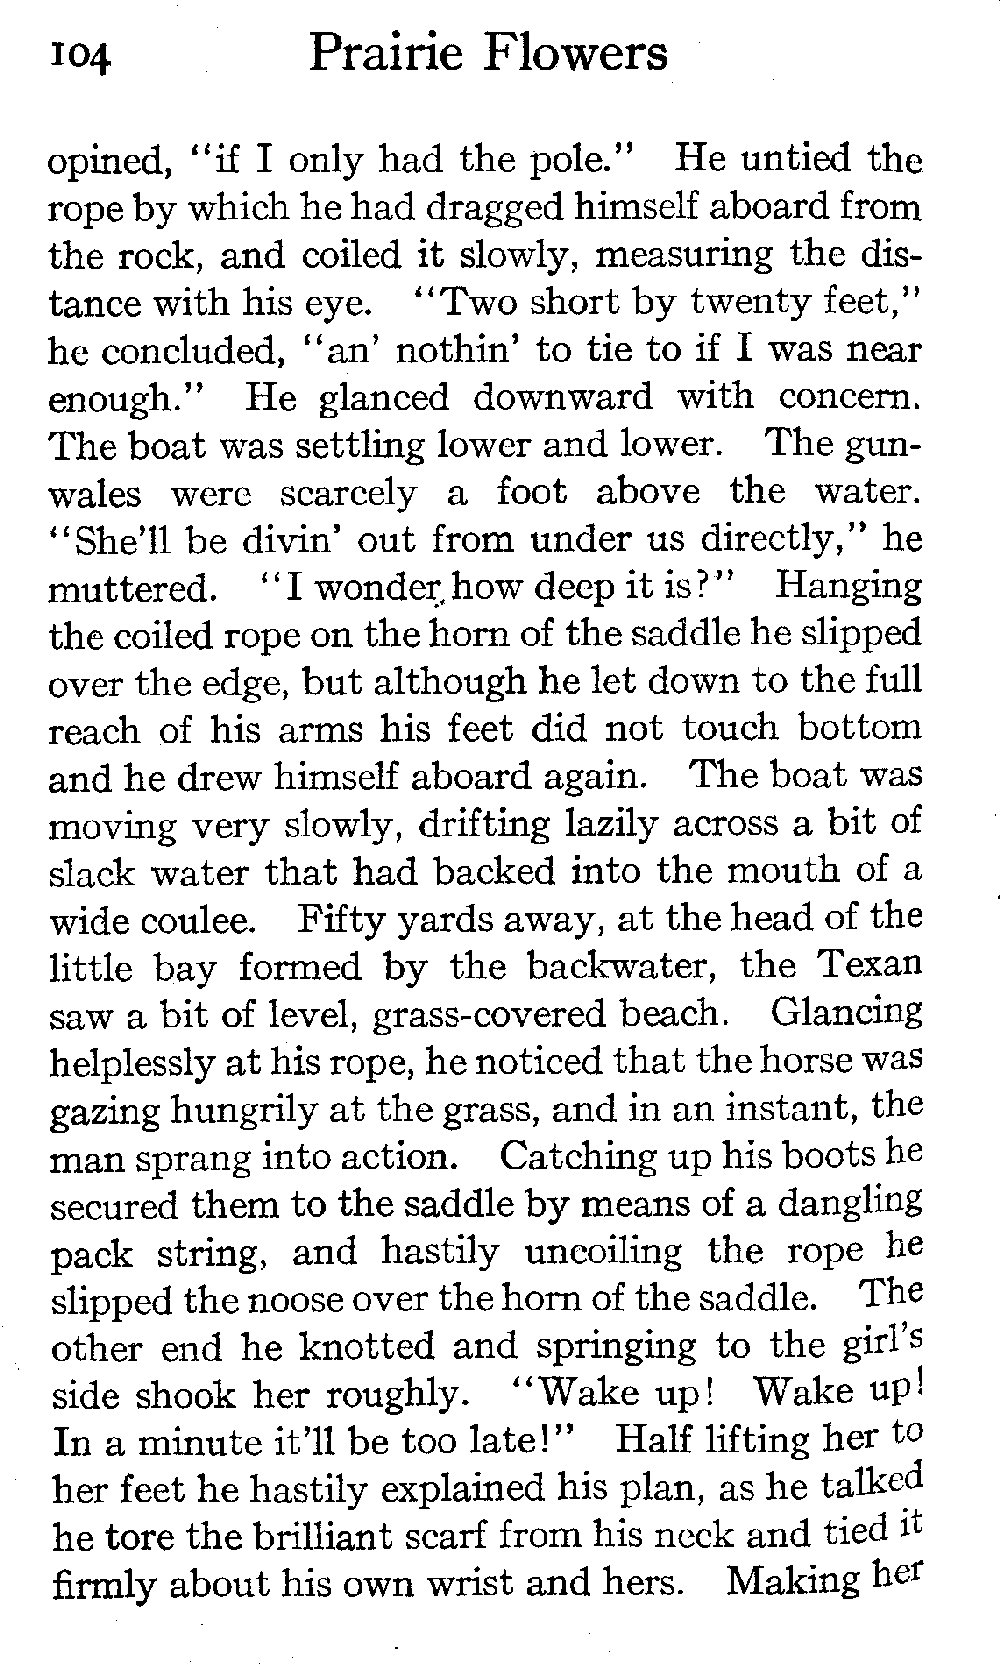 104 Prairie Flowers
opined, "if I only had the pole." He untied the
rope by which he had dragged himself aboard from
the rock, and coiled it slowly, measuring the dis-
tance with his eye. "Two short by twenty feet,"
he concluded, "an' nothin' to tie to if I was near
enough." He glanced downward with concern.
The boat was settling lower and lower. The gun-
wales were scarcely a foot above the water.
"She'll be divin' out from under us directly," he
muttered. "I wonder how deep it is?" Hanging
the coiled rope on the horn of the saddle he slipped
over the edge, but although he let down to the full
reach of his arms his feet did not touch bottom
and he drew himself aboard again. The boat was
moving very slowly, drifting lazily across a bit of
slack water that had backed into the mouth of a
wide coulee. Fifty yards away, at the head of the
little bay formed by the backwater, the Texan
saw a bit of level, grass-covered beach. Glancing
helplessly at his rope, he noticed that the horse was
gazing hungrily at the grass, and in an instant, the
man sprang into action. Catching up his boots he
secured them to the saddle by means of a dangling
pack string, and hastily uncoiling the rope he
slipped the noose over the horn of the saddle. The
other end he knotted and springing to the girl's
side shook her roughly. "Wake up! Wake up!
In a minute it'll be too late!" Half lifting her to
her feet he hastily explained his plan, as he talked
he tore the brilliant scarf from his neck and tied it
firmly about his own wrist and hers. Making her